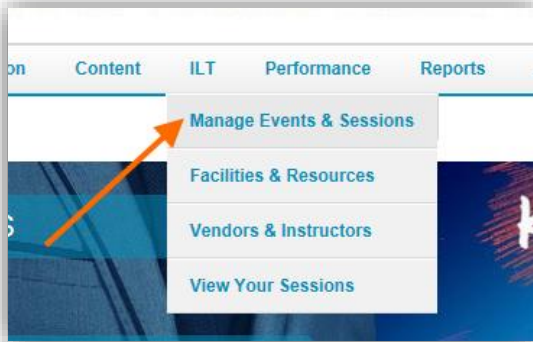 on Content ILT Performance Reports
Manage Events & Sessions
Facilities & Resources
Vendors & Instructors
View Your Sessions